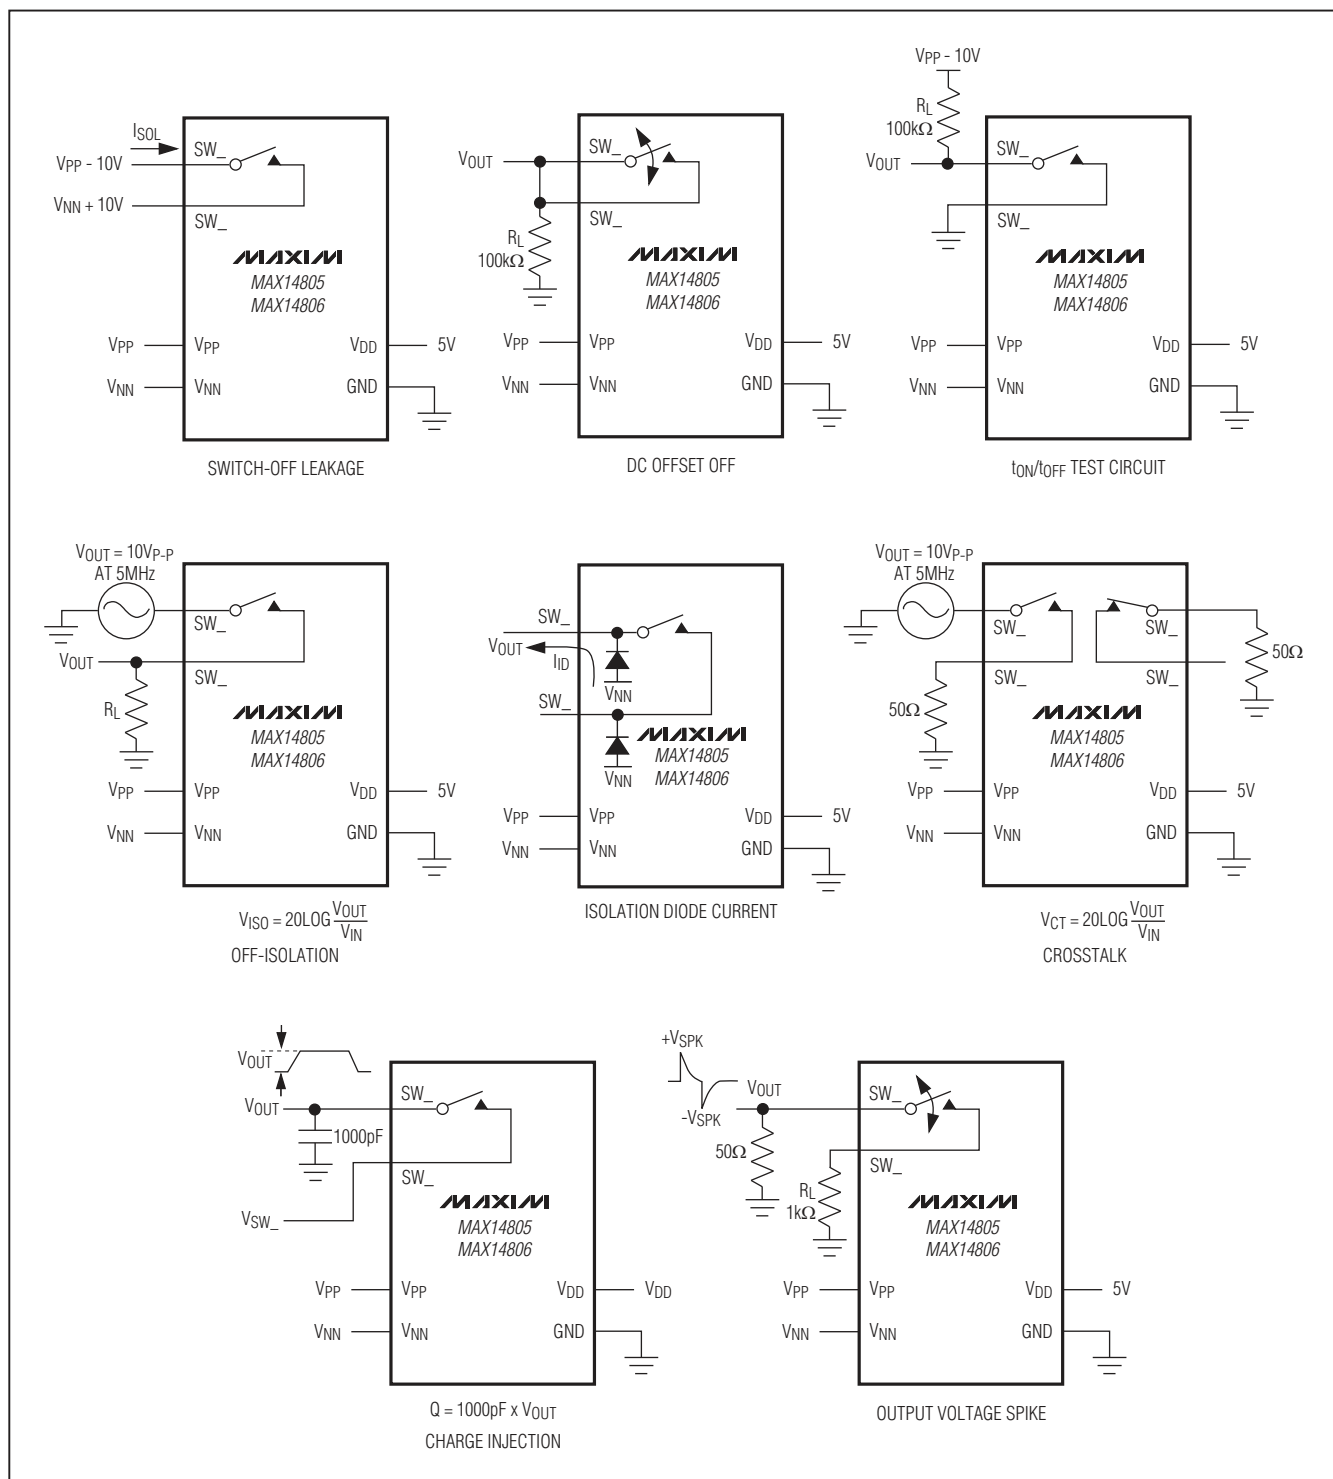 ISOL
VPP - 10V
VNN + 10V
SW_
SW_
MAXIM
MAX14805
MAX14806
VPP
VPP
VDD
5V
VNN
VNN
GND
SWITCH-OFF LEAKAGE
VOUT
SW_
SW_
RL
100kΩ
MAXIM
MAX14805
MAX14806
VPP
VPP
VDD
5V
VNN
VNN
GND
DC OFFSET OFF
VPP - 10V
RL
100kΩ
VOUT
SW_
SW_
MAXIM
MAX14805
MAX14806
VPP
VPP
VDD
5V
VNN
VNN
GND
tON/tOFF TEST CIRCUIT
VOUT = 10VP-P
AT 5MHz
SW_
VOUT
SW_
RL
MAXIM
MAX14805
MAX14806
VPP
VPP
VDD
5V
VNN
VNN
GND
VISO = 20LOG VOUT
VIN
OFF-ISOLATION
SW_
VOUT
IID
VNN
SW_
MAXIM
MAX14805
MAX14806
VNN
VPP
VPP
VDD
5V
VNN
VNN
GND
ISOLATION DIODE CURRENT
VOUT = 10VP-P
AT 5MHz
SW_
SW_
50Ω
SW_
SW_
50Ω
MAXIM
MAX14805
MAX14806
VPP
VPP
VDD
5V
VNN
VNN
GND
VCT = 20LOG VOUT
VIN
CROSSTALK
VOUT
VOUT
SW_
1000pF
SW_
VSW_
MAXIM
MAX14805
MAX14806
VPP
VPP
VDD
VDD
VNN
VNN
GND
Q = 1000pF x VOUT
CHARGE INJECTION
+VSPK
VOUT
-VSPK
SW_
50Ω
SW_
RL
1kΩ
MAXIM
MAX14805
MAX14806
VPP
VPP
VDD
5V
VNN
VNN
GND
OUTPUT VOLTAGE SPIKE